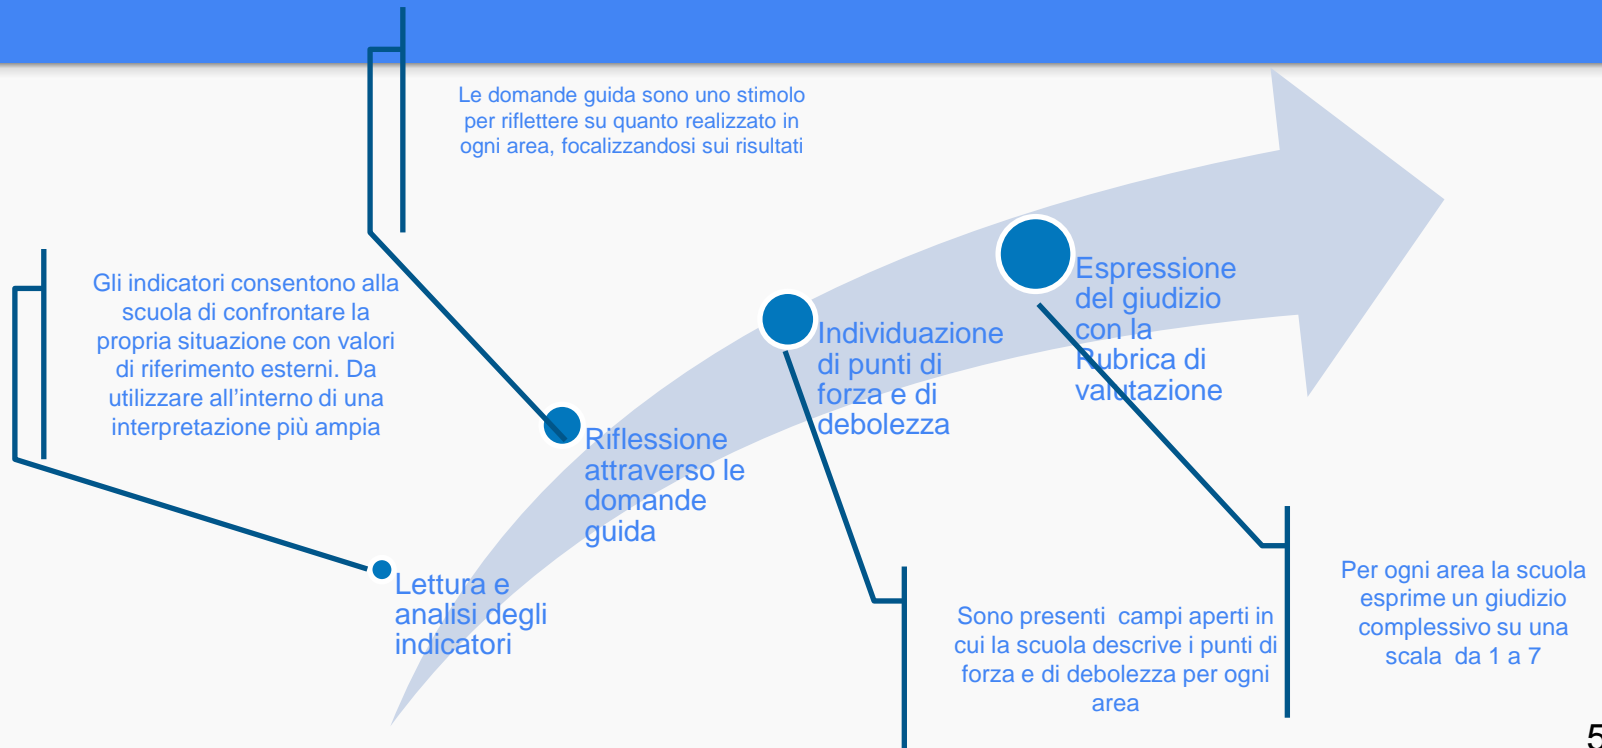 Le domande guida sono uno stimolo
per riflettere su quanto realizzato in
ogni area, focalizzandosi sui risultati
Gli indicatori consentono alla
scuola di confrontare la
propria situazione con valori
di riferimento esterni. Da
utilizzare all’interno di una
interpretazione più ampia
Lettura e
analisi degli
indicatori
Riflessione
attraverso le
domande
guida
Individuazione
di punti di
forza e di
debolezza
Espressione
del giudizio
con la
Rubrica di
valutazione
Sono presenti  campi aperti in
cui la scuola descrive i punti di
forza e di debolezza per ogni
area
Per ogni area la scuola
esprime un giudizio
complessivo su una
scala  da 1 a 7
5